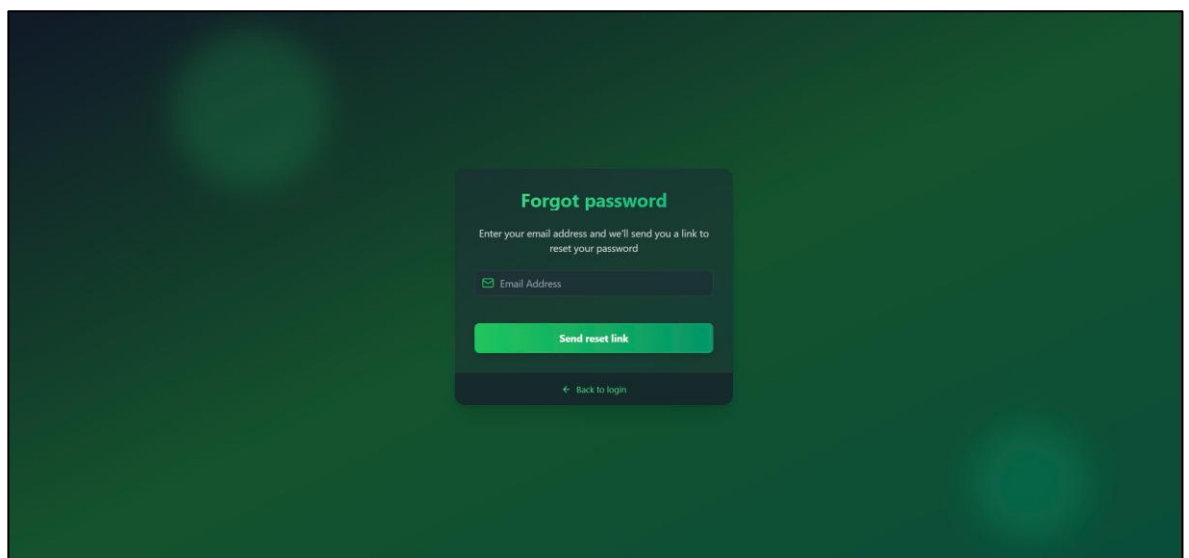 Forgot password
Enter your email address and we'll send you a link to
reset your password
Email Address
Send reset link
← Back to login